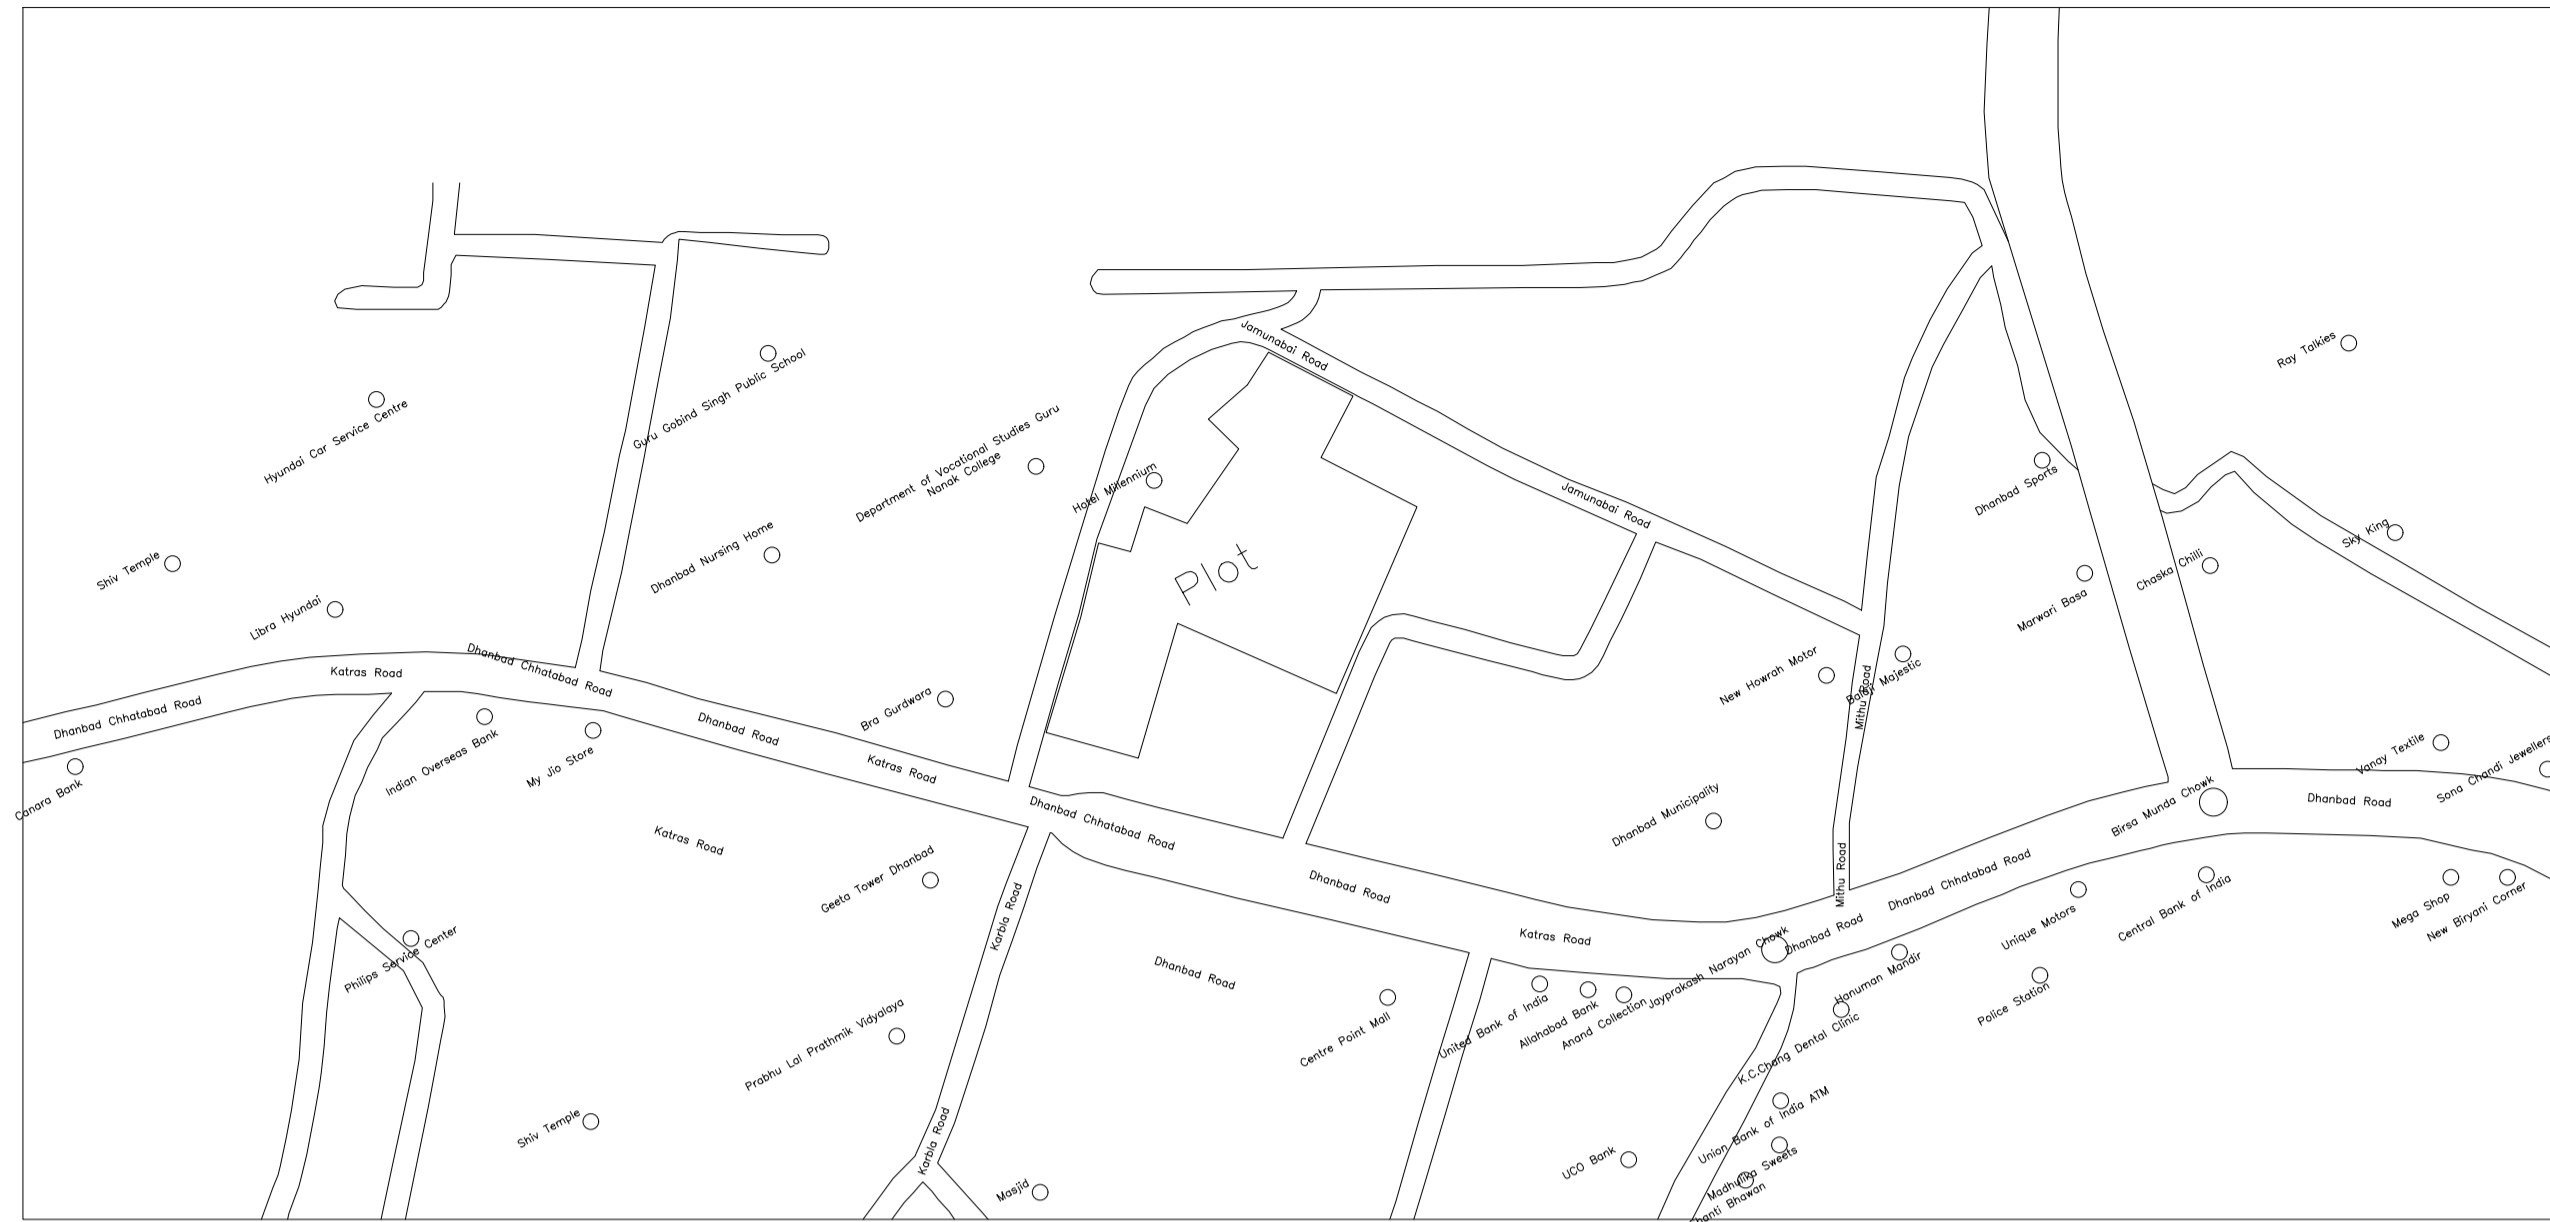 Jamunabai Road
Ray Talkies
Guru Gobind Singh Public School
Hyundai Car Service Centre
Department of Vocational Studies Guru
Nanak College
Hotel Millennium
Jamunabai Road
Dhanbad Sports
Sky King
Shiv Temple
Dhanbad Nursing Home
Plot
Chaska Chilli
Marwari Basa
Libra Hyundai
Katras Road
Dhanbad Chhatabad Road
New Howrah Motor
Balaji Majestic
Mithu Road
Dhanbad Chhatabad Road
Bra Gurdwara
Dhanbad Road
Indian Overseas Bank
My Jio Store
Katras Road
Vanay Textile
Sona Chandi Jewellers
Canara Bank
Birsa Munda Chowk
Dhanbad Road
Dhanbad Chhatabad Road
Dhanbad Municipality
Katras Road
Geeta Tower Dhanbad
Mithu Road
Dhanbad Chhatabad Road
Dhanbad Road
Karbla Road
Central Bank of India
Unique Motors
Mega Shop
New Biryani Corner
Katras Road
Dhanbad Road
Jayprakash Narayan Chowk
Philips Service Center
Dhanbad Road
Hanuman Mandir
Police Station
Prabhu Lal Prathmik Vidyalaya
Centre Point Mall
United Bank of India
Allahabad Bank
Anand Collection
K.C.Chang Dental Clinic
Shiv Temple
Karbla Road
Union Bank of India ATM
UCO Bank
Madhulika Sweets
Masjid
hanti Bhawan